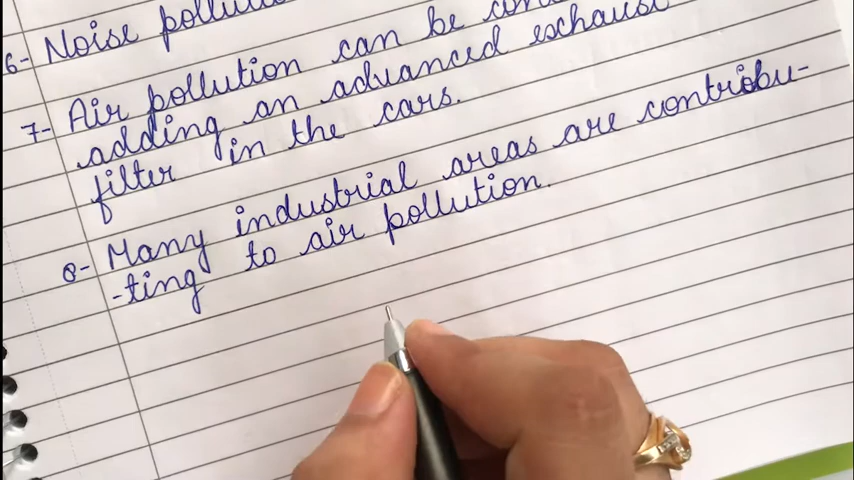 6- Noise pollution
7- Air pollution can be
adding an advanced exhaust
filter in the cars.
8- Many industrial areas are contribu-
-ting to air pollution.